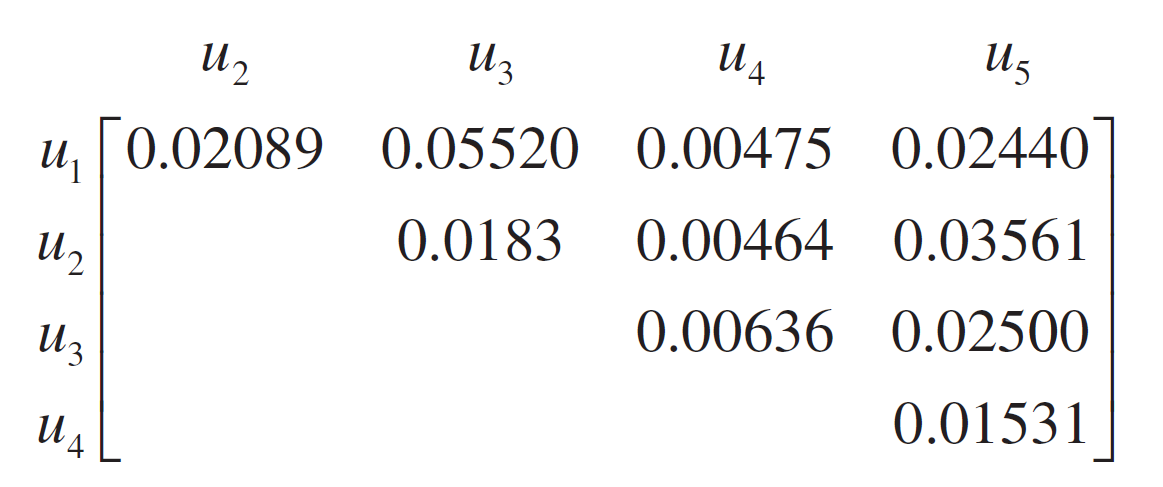 u₂ u₃ u₄ u₅
u₁ 0.02089 0.05520 0.00475 0.02440
u₂ 0.0183 0.00464 0.03561
u₃ 0.00636 0.02500
u₄ 0.01531